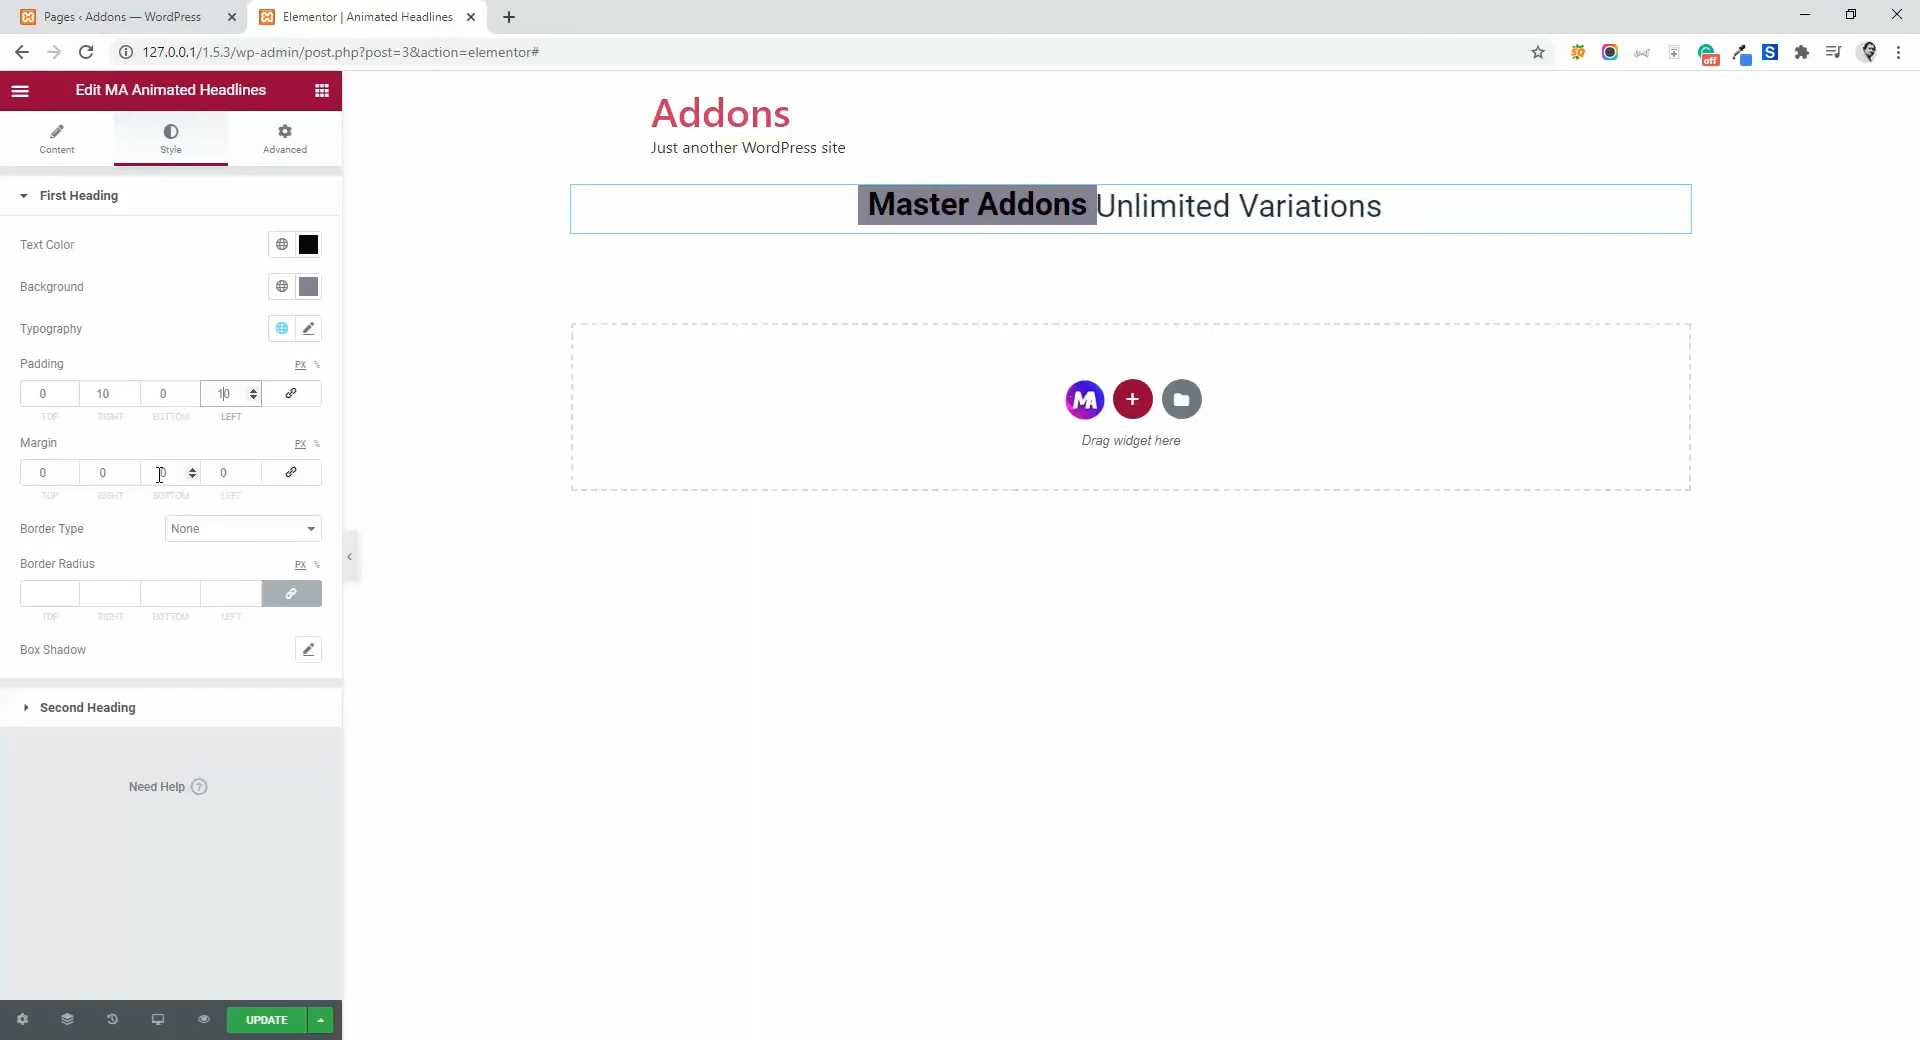 Pages ‹ Addons — WordPress
Elementor | Animated Headlines
127.0.0.1/1.5.3/wp-admin/post.php?post=3&action=elementor#
off
S
Edit MA Animated Headlines
Content
Style
Advanced
Addons
Just another WordPress site
Master Addons Unlimited Variations
First Heading
Text Color
Background
Typography
Padding
PX %
0 10 0 10
TOP RIGHT BOTTOM LEFT
Margin
PX %
0 0 0 0
TOP RIGHT BOTTOM LEFT
Border Type
None
Border Radius
PX %
TOP RIGHT BOTTOM LEFT
Box Shadow
Second Heading
Need Help ?
MA
Drag widget here
UPDATE